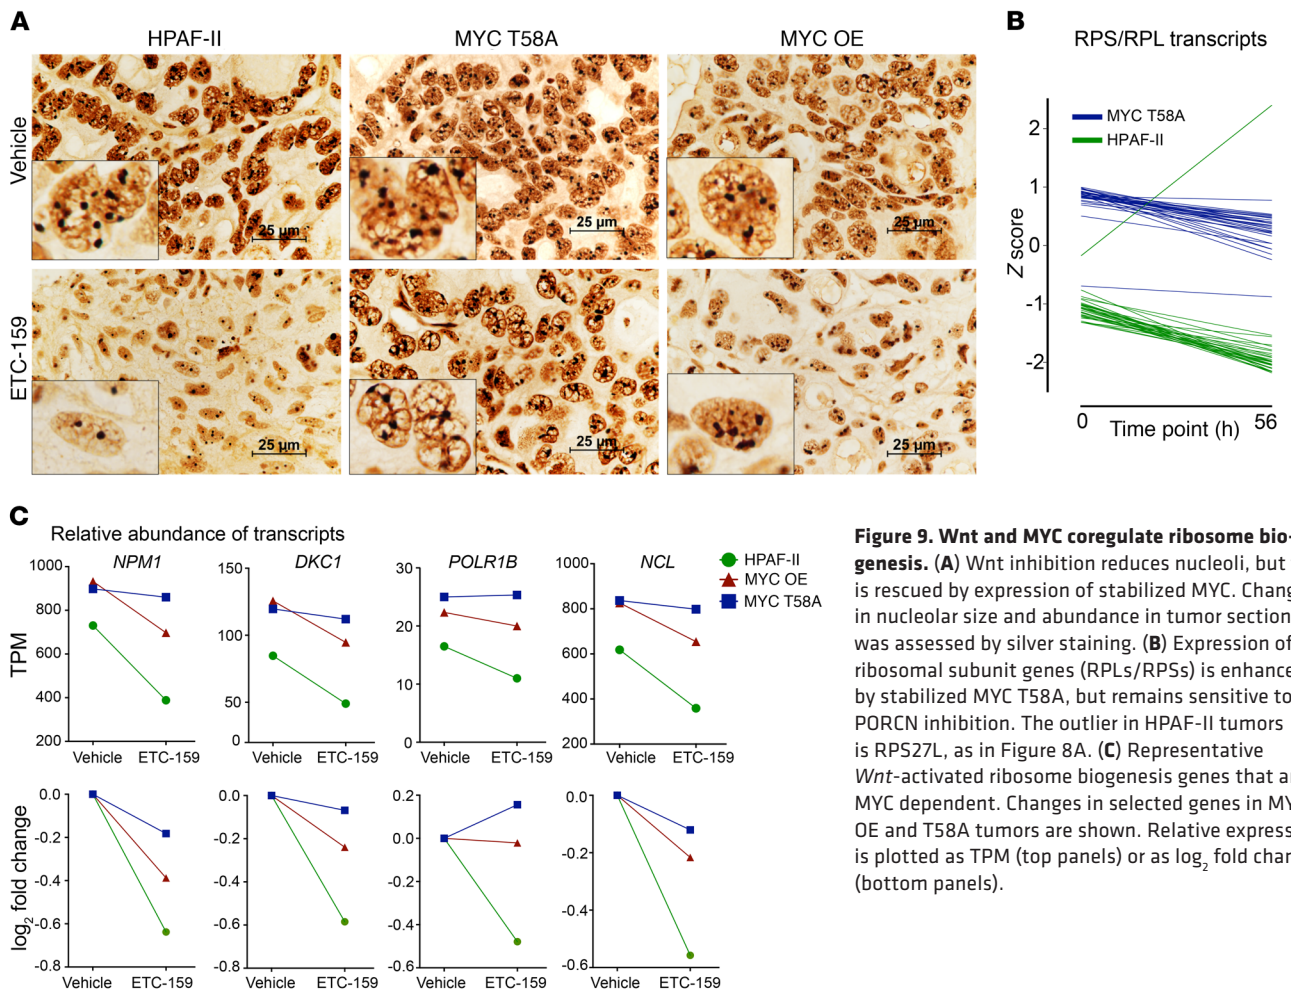 A
HPAF-II
MYC T58A
MYC OE
Vehicle
25 µm
25 µm
25 µm
ETC-159
25 µm
25 µm
25 µm
B
RPS/RPL transcripts
MYC T58A
HPAF-II
Z score
2
1
0
-1
-2
0
56
Time point (h)
C
Relative abundance of transcripts
NPM1
DKC1
POLR1B
NCL
HPAF-II
MYC OE
MYC T58A
TPM
1000
800
600
400
200
Vehicle
ETC-159
150
100
50
0
Vehicle
ETC-159
30
20
10
0
Vehicle
ETC-159
1000
800
600
400
200
Vehicle
ETC-159
log2 fold change
0.0
-0.2
-0.4
-0.6
-0.8
Vehicle
ETC-159
0.0
-0.2
-0.4
-0.6
-0.8
Vehicle
ETC-159
0.2
0.0
-0.2
-0.4
-0.6
Vehicle
ETC-159
0.0
-0.2
-0.4
-0.6
Vehicle
ETC-159
Figure 9. Wnt and MYC coregulate ribosome bio-
genesis. (A) Wnt inhibition reduces nucleoli, but
is rescued by expression of stabilized MYC. Chang
in nucleolar size and abundance in tumor section
was assessed by silver staining. (B) Expression of
ribosomal subunit genes (RPLs/RPSs) is enhance
by stabilized MYC T58A, but remains sensitive to
PORCN inhibition. The outlier in HPAF-II tumors
is RPS27L, as in Figure 8A. (C) Representative
Wnt-activated ribosome biogenesis genes that a
MYC dependent. Changes in selected genes in MY
OE and T58A tumors are shown. Relative express
is plotted as TPM (top panels) or as log2 fold chan
(bottom panels).